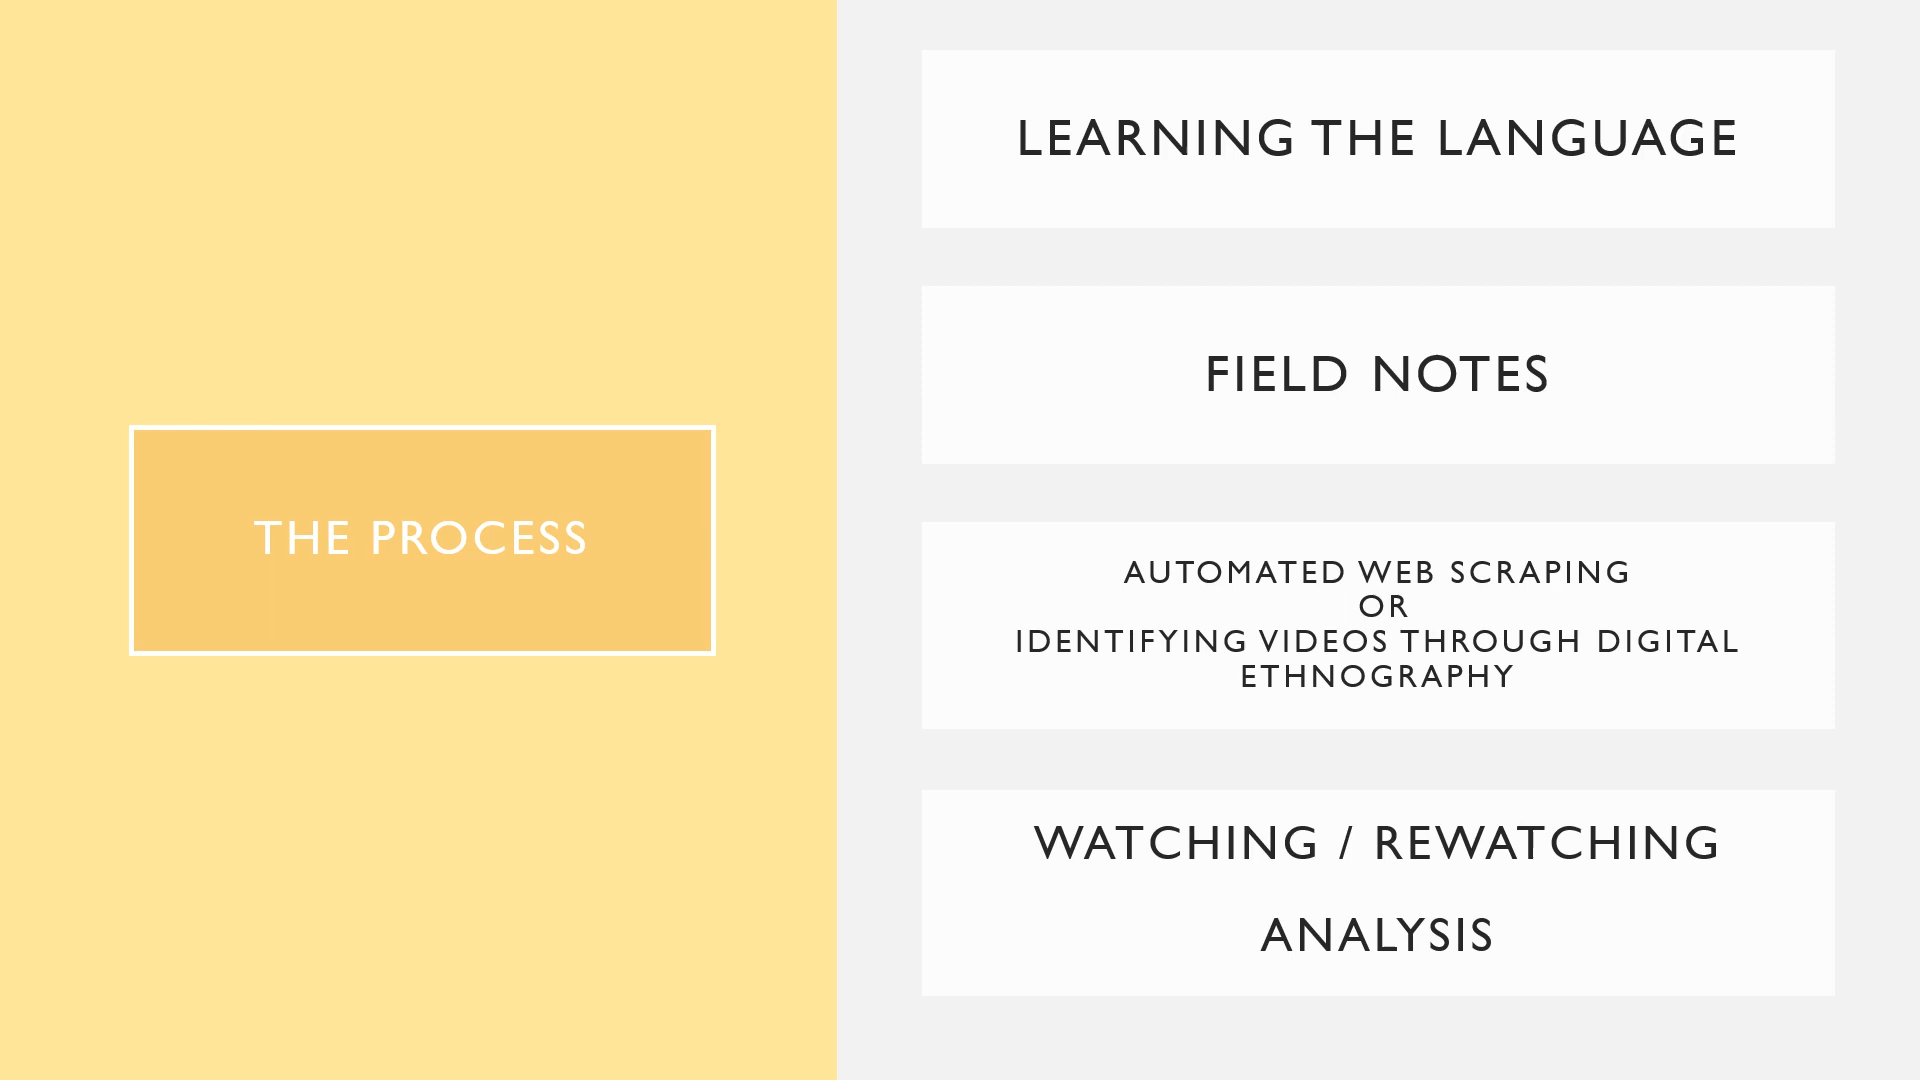 THE PROCESS
LEARNING THE LANGUAGE
FIELD NOTES
AUTOMATED WEB SCRAPING
OR
IDENTIFYING VIDEOS THROUGH DIGITAL
ETHNOGRAPHY
WATCHING / REWATCHING
ANALYSIS